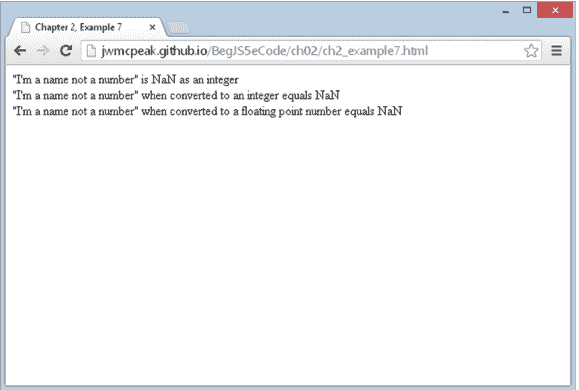 Chapter 2, Example 7
jwmcpeak.github.io/BegJS5eCode/ch02/ch2_example7.html
"I'm a name not a number" is NaN as an integer
"I'm a name not a number" when converted to an integer equals NaN
"I'm a name not a number" when converted to a floating point number equals NaN